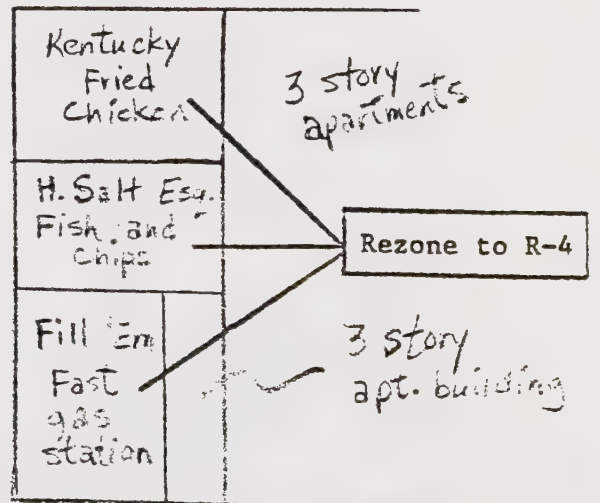 Kentucky
Fried
Chicken
3 story
apartments
H. Salt Esq.
Fish and
Chips
Rezone to R-4
Fill 'Em
Fast
gas
station
3 story
apt. building